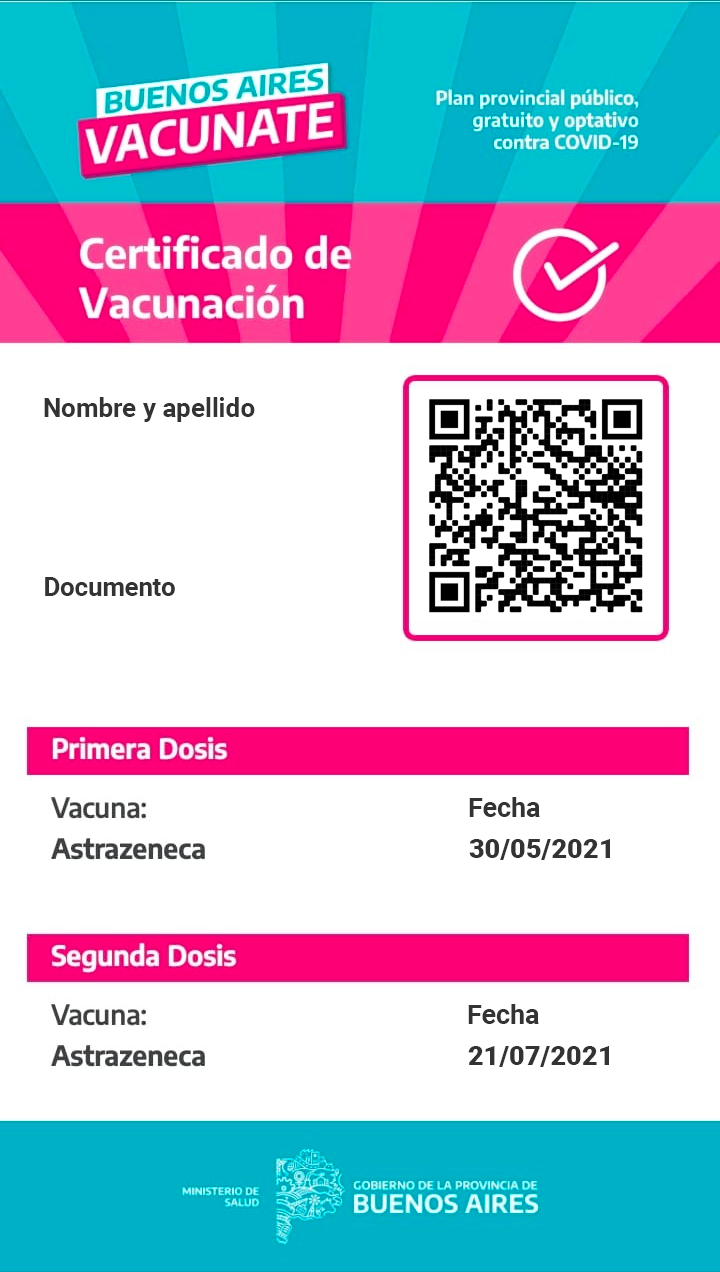 BUENOS AIRES
VACUNATE
Plan provincial público,
gratuito y optativo
contra COVID-19
Certificado de
Vacunación
Nombre y apellido
Documento
Primera Dosis
Vacuna:
Fecha
Astrazeneca
30/05/2021
Segunda Dosis
Vacuna:
Fecha
Astrazeneca
21/07/2021
MINISTERIO DE
SALUD
GOBIERNO DE LA PROVINCIA DE
BUENOS AIRES